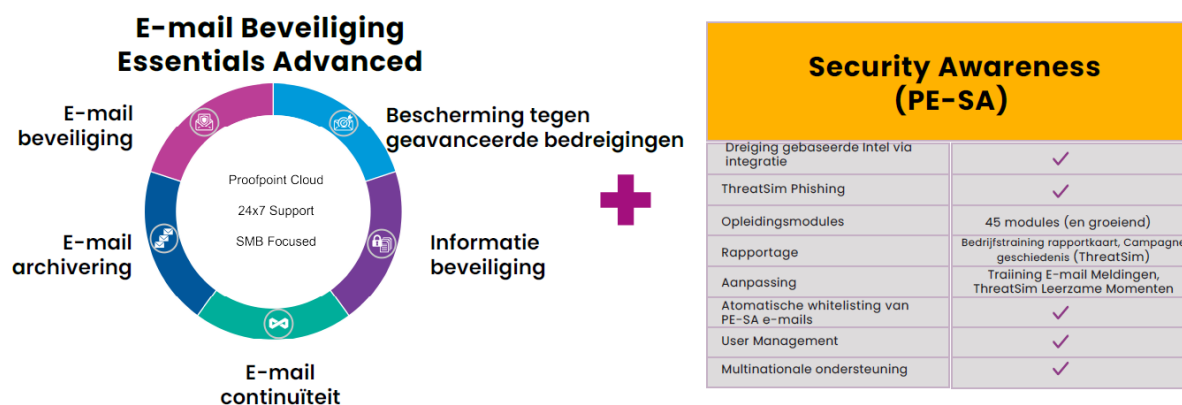 E-mail Beveiliging
Essentials Advanced
E-mail
beveiliging
Bescherming tegen
geavanceerde bedreigingen
Proofpoint Cloud
24x7 Support
SMB Focused
E-mail
archivering
Informatie
beveiliging
E-mail
continuïteit
Security Awareness
(PE-SA)
Dreiging gebaseerde Intel via
integratie
ThreatSim Phishing
Opleidingsmodules
45 modules (en groeiend)
Rapportage
Bedrijfstraining rapportkaart, Campagne
geschiedenis (ThreatSim)
Aanpassing
Traiining E-mail Meldingen,
ThreatSim Leerzame Momenten
Atomatische whitelisting van
PE-SA e-mails
User Management
Multinationale ondersteuning